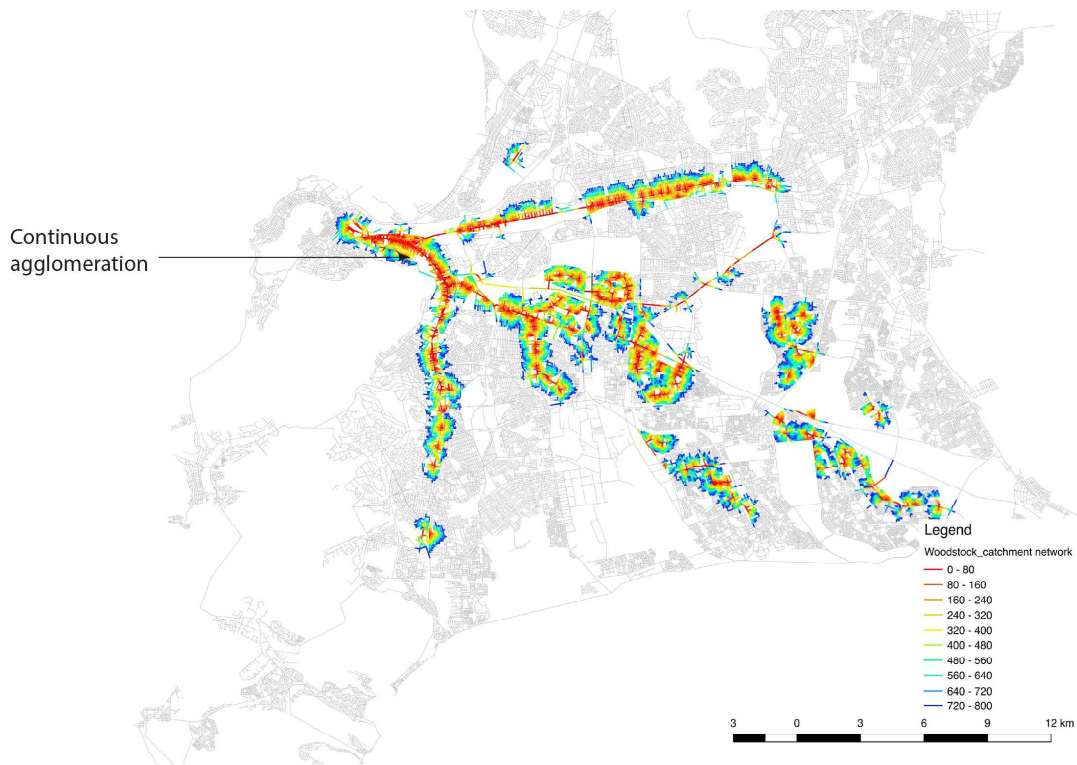 Continuous
agglomeration
Legend
Woodstock_catchment network
0 - 80
80 - 160
160 - 240
240 - 320
320 - 400
400 - 480
480 - 560
560 - 640
640 - 720
720 - 800
3 0 3 6 9 12 km